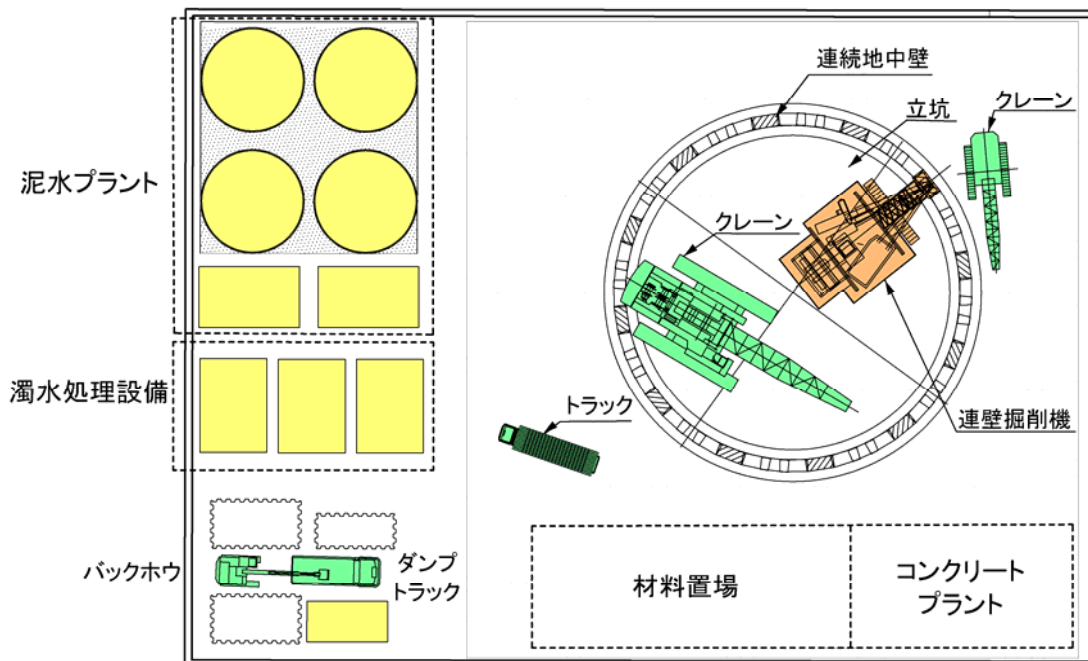 連続地中壁
クレーン
立坑
泥水プラント
クレーン
濁水処理設備
トラック
連壁掘削機
バックホウ
ダンプ
トラック
材料置場
コンクリート
プラント